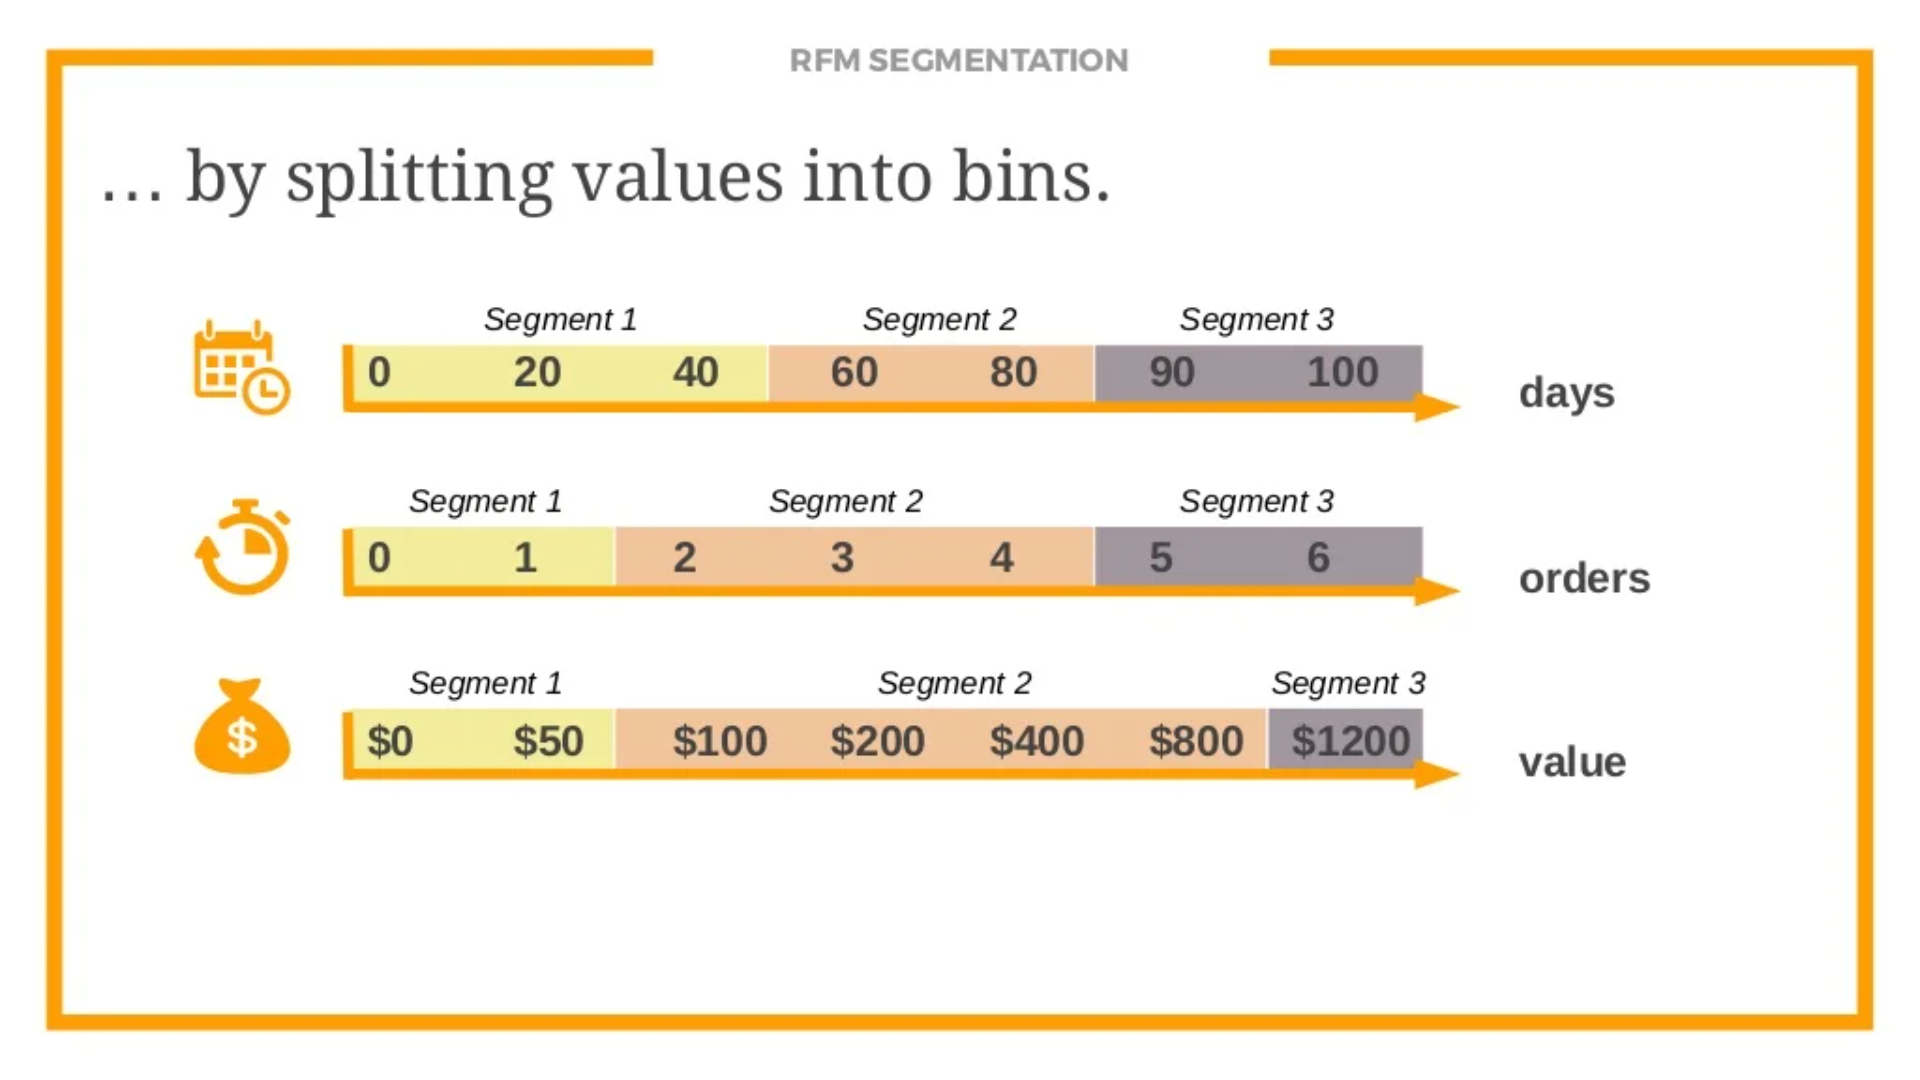 RFM SEGMENTATION
… by splitting values into bins.
Segment 1 Segment 2 Segment 3
0 20 40 60 80 90 100
days
Segment 1 Segment 2 Segment 3
0 1 2 3 4 5 6
orders
Segment 1 Segment 2 Segment 3
$ $0 $50 $100 $200 $400 $800 $1200
value